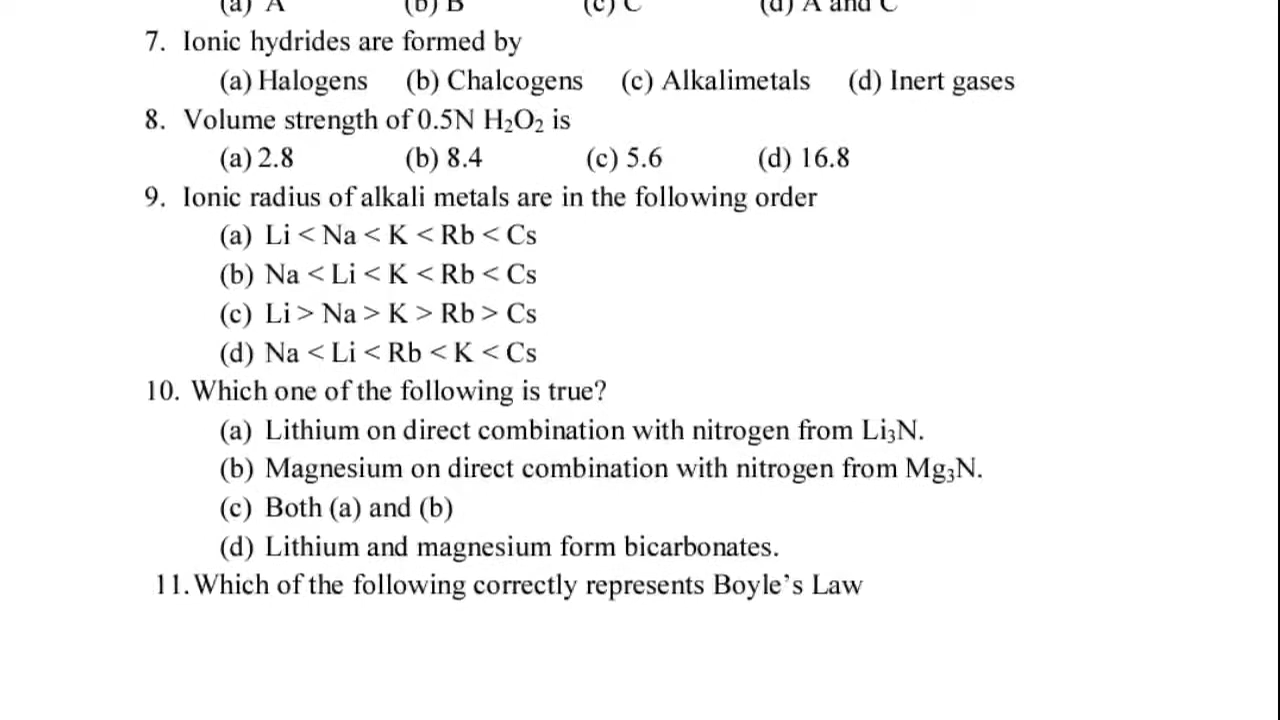 (a) A (b) B (c) C (d) A and C
7. Ionic hydrides are formed by
(a) Halogens (b) Chalcogens (c) Alkalimetals (d) Inert gases
8. Volume strength of 0.5N H₂O₂ is
(a) 2.8 (b) 8.4 (c) 5.6 (d) 16.8
9. Ionic radius of alkali metals are in the following order
(a) Li < Na < K < Rb < Cs
(b) Na < Li < K < Rb < Cs
(c) Li > Na > K > Rb > Cs
(d) Na < Li < Rb < K < Cs
10. Which one of the following is true?
(a) Lithium on direct combination with nitrogen from Li₃N.
(b) Magnesium on direct combination with nitrogen from Mg₃N.
(c) Both (a) and (b)
(d) Lithium and magnesium form bicarbonates.
11. Which of the following correctly represents Boyle’s Law